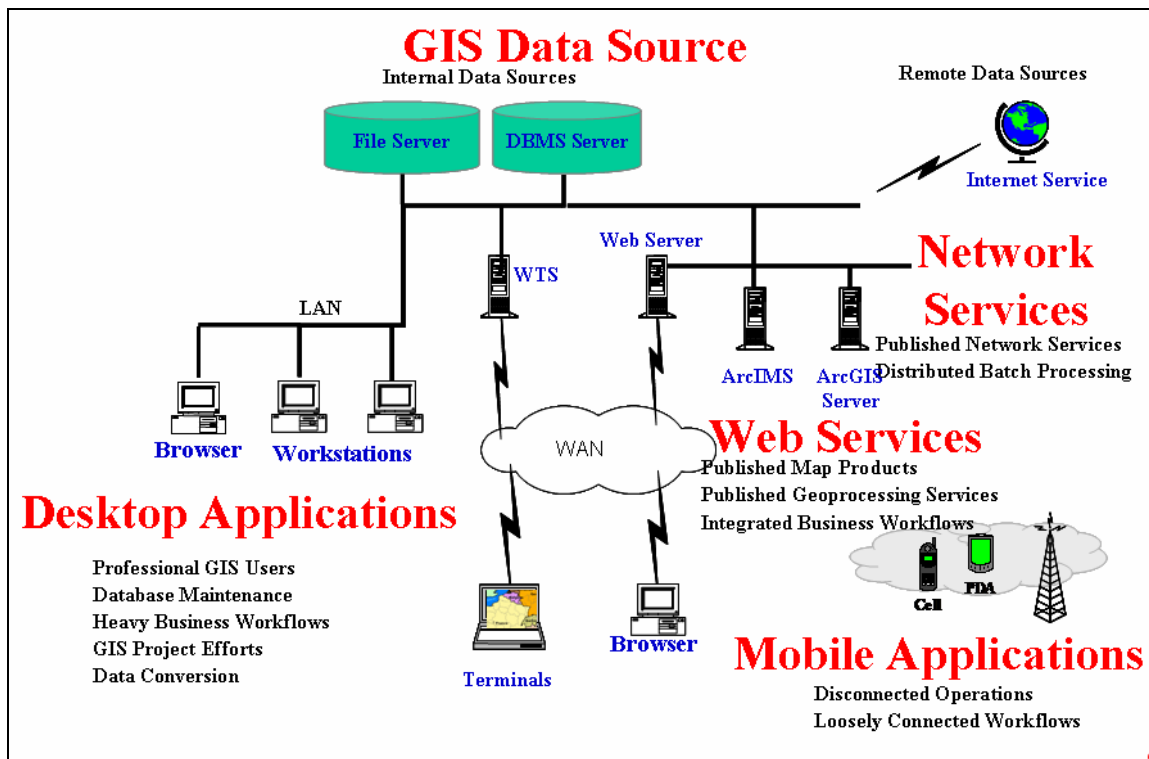 GIS Data Source
Internal Data Sources
Remote Data Sources
File Server
DBMS Server
Internet Service
Web Server
WTS
Network
Services
LAN
Published Network Services
Distributed Batch Processing
ArcIMS
ArcGIS
Server
Browser
Workstations
WAN
Web Services
Published Map Products
Published Geoprocessing Services
Integrated Business Workflows
Desktop Applications
Professional GIS Users
Database Maintenance
Heavy Business Workflows
GIS Project Efforts
Data Conversion
Terminals
Browser
Cell
PDA
Mobile Applications
Disconnected Operations
Loosely Connected Workflows